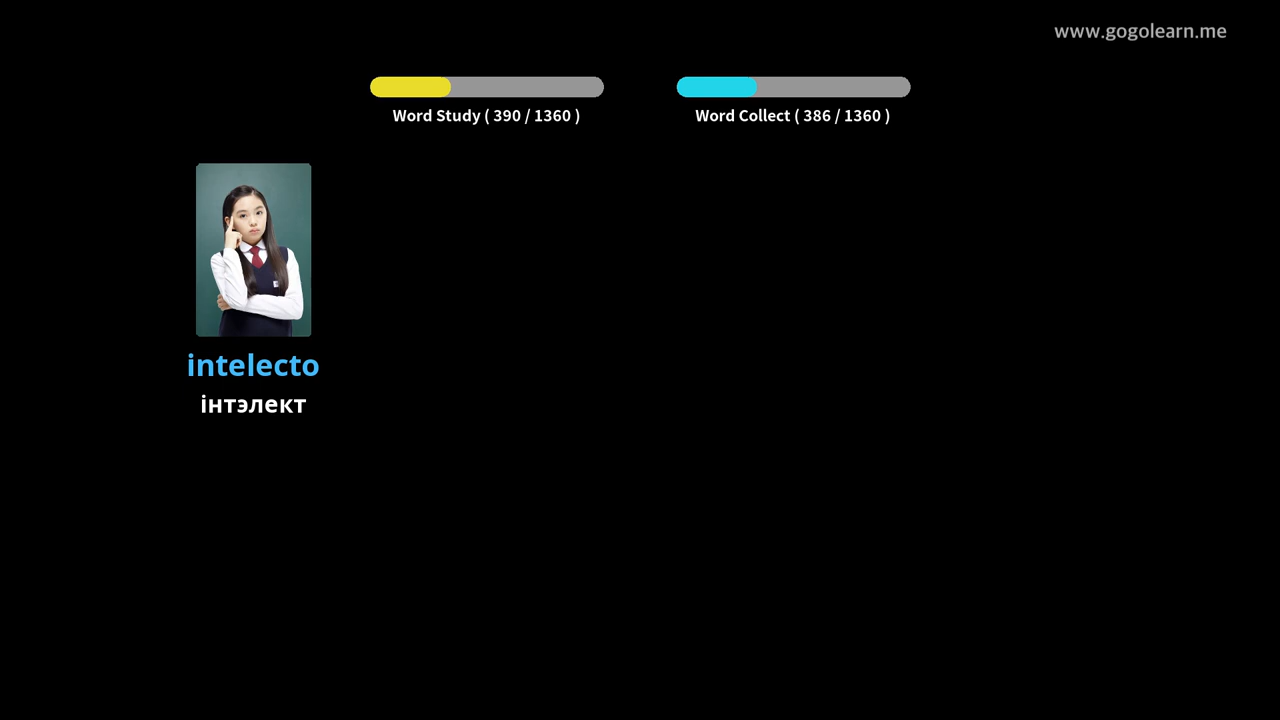 www.gogolearn.me
Word Study ( 390 / 1360 )
Word Collect ( 386 / 1360 )
intelecto
інтэлект